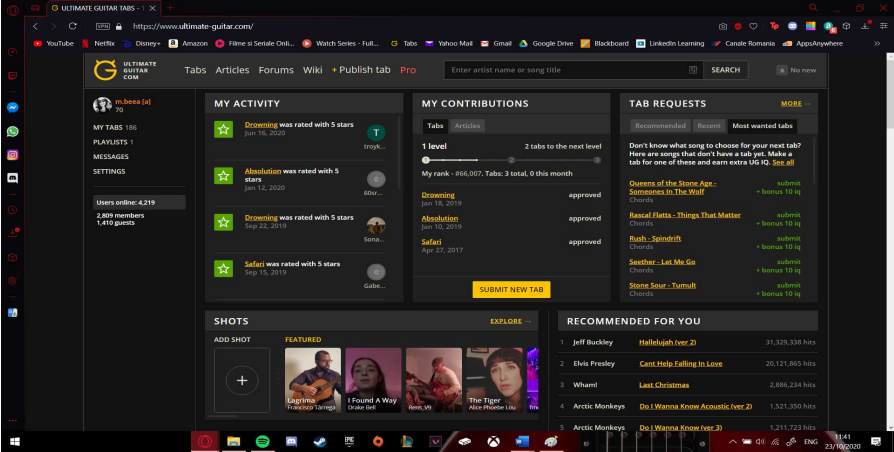 ULTIMATE GUITAR TABS - 1
https://www.ultimate-guitar.com/
VPN
YouTube
Netflix
Disney+
Amazon
Filme si Seriale Onli...
Watch Series - Full...
Tabs
Yahoo Mail
Gmail
Google Drive
Blackboard
LinkedIn Learning
Canale Romania
AppsAnywhere
ULTIMATE
GUITAR
COM
Tabs Articles Forums Wiki + Publish tab Pro
Enter artist name or song title
SEARCH
No new
m.beea [a]
70
MY TABS 186
PLAYLISTS 1
MESSAGES
SETTINGS
Users online: 4,219
2,809 members
1,410 guests
MY ACTIVITY
Drowning was rated with 5 stars
Jun 16, 2020
troyk...
Absolution was rated with 5
stars
Jan 12, 2020
60sr...
Drowning was rated with 5 stars
Sep 22, 2019
Sona...
Safari was rated with 5 stars
Sep 15, 2019
Gabe...
MY CONTRIBUTIONS
Tabs Articles
1 level 2 tabs to the next level
My rank - #66,007. Tabs: 3 total, 0 this month
Drowning approved
Jan 18, 2019
Absolution approved
Jan 10, 2019
Safari approved
Apr 27, 2017
SUBMIT NEW TAB
TAB REQUESTS MORE
Recommended Recent Most wanted tabs
Don't know what song to choose for your next tab?
Here are songs that don't have a tab yet. Make a
tab for one of these and earn extra UG IQ. See all
Queens of the Stone Age - submit
Someones In The Wolf + bonus 10 iq
Chords
Rascal Flatts - Things That Matter submit
Chords + bonus 10 iq
Rush - Spindrift submit
Chords + bonus 10 iq
Seether - Let Me Go submit
Chords + bonus 10 iq
Stone Sour - Tumult submit
Chords + bonus 10 iq
SHOTS EXPLORE
ADD SHOT
FEATURED
Lagrima
Francisco Tárrega
I Found A Way
Drake Bell
Rens_V9
The Tiger
Alice Phoebe Lou
RECOMMENDED FOR YOU
1 Jeff Buckley Hallelujah (ver 2) 31,329,338 hits
2 Elvis Presley Cant Help Falling In Love 20,121,865 hits
3 Wham! Last Christmas 2,886,234 hits
4 Arctic Monkeys Do I Wanna Know Acoustic (ver 2) 1,521,350 hits
5 Arctic Monkeys Do I Wanna Know (ver 3) 1,211,723 hits
ENG
11:41
23/10/2020